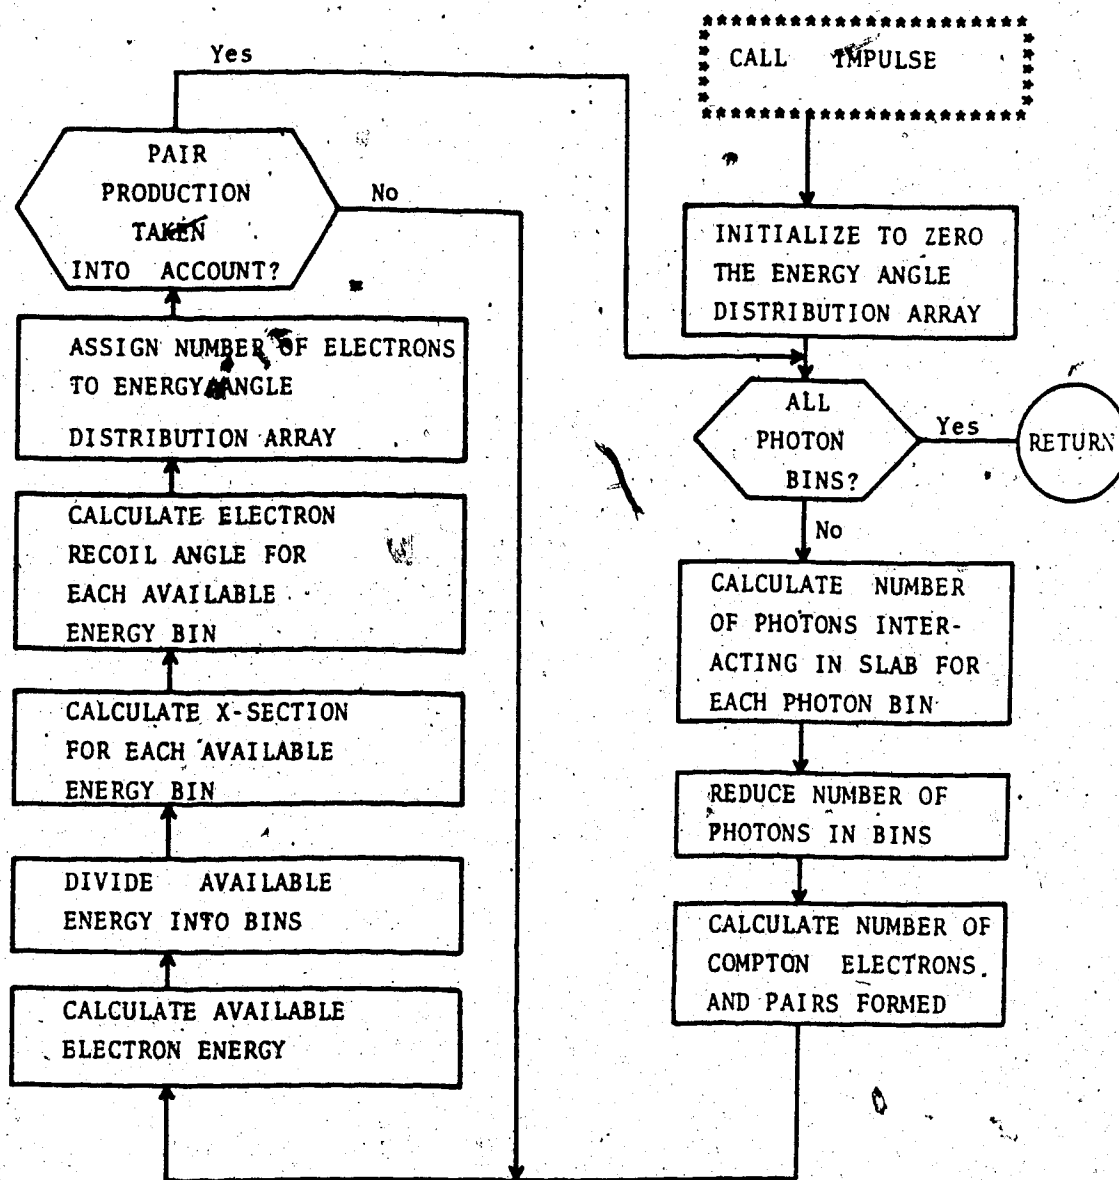 CALL IMPULSE
INITIALIZE TO ZERO
THE ENERGY ANGLE
DISTRIBUTION ARRAY
ALL
PHOTON
BINS?
Yes
RETURN
No
CALCULATE NUMBER
OF PHOTONS INTER-
ACTING IN SLAB FOR
EACH PHOTON BIN
REDUCE NUMBER OF
PHOTONS IN BINS
CALCULATE NUMBER OF
COMPTON ELECTRONS
AND PAIRS FORMED
CALCULATE AVAILABLE
ELECTRON ENERGY
DIVIDE AVAILABLE
ENERGY INTO BINS
CALCULATE X-SECTION
FOR EACH AVAILABLE
ENERGY BIN
CALCULATE ELECTRON
RECOIL ANGLE FOR
EACH AVAILABLE
ENERGY BIN
ASSIGN NUMBER OF ELECTRONS
TO ENERGY ANGLE
DISTRIBUTION ARRAY
PAIR
PRODUCTION
TAKEN
INTO ACCOUNT?
Yes
No